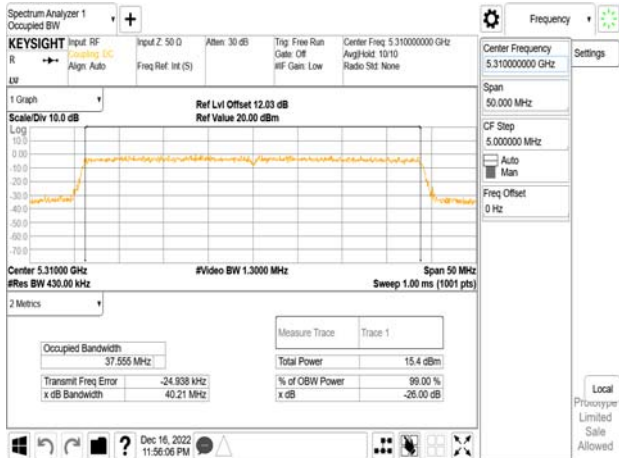 Spectrum Analyzer 1
Occupied BW
+
Frequency
KEYSIGHT
Input: RF
Coupling: DC
Align: Auto
Input Z: 50 Ω
Freq Ref: Int (S)
Atten: 30 dB
Trig: Free Run
Gate: Off
#IF Gain: Low
Center Freq: 5.310000000 GHz
Avg|Hold: 10/10
Radio Std: None
R
LXI
Center Frequency
5.310000000 GHz
Settings
Span
50.000 MHz
CF Step
5.000000 MHz
Auto
Man
Freq Offset
0 Hz
1 Graph
Scale/Div 10.0 dB
Ref Lvl Offset 12.03 dB
Ref Value 20.00 dBm
Log
10.0
0.00
-10.0
-20.0
-30.0
-40.0
-50.0
-60.0
-70.0
Center 5.31000 GHz
#Video BW 1.3000 MHz
Span 50 MHz
#Res BW 430.00 kHz
Sweep 1.00 ms (1001 pts)
2 Metrics
Measure Trace
Trace 1
Occupied Bandwidth
37.555 MHz
Total Power
15.4 dBm
Transmit Freq Error
-24.938 kHz
% of OBW Power
99.00 %
x dB Bandwidth
40.21 MHz
x dB
-26.00 dB
Local
Prototype
Limited
Sale
Allowed
?
Dec 16, 2022
11:56:06 PM